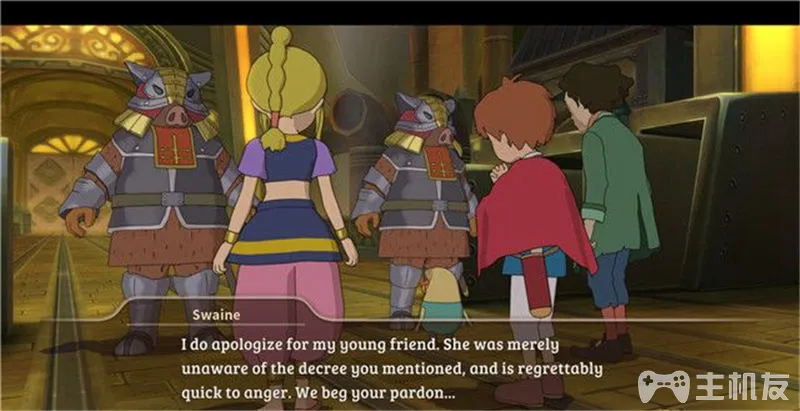 Swaine
I do apologize for my young friend. She was merely
unaware of the decree you mentioned, and is regrettably
quick to anger. We beg your pardon...
主机友